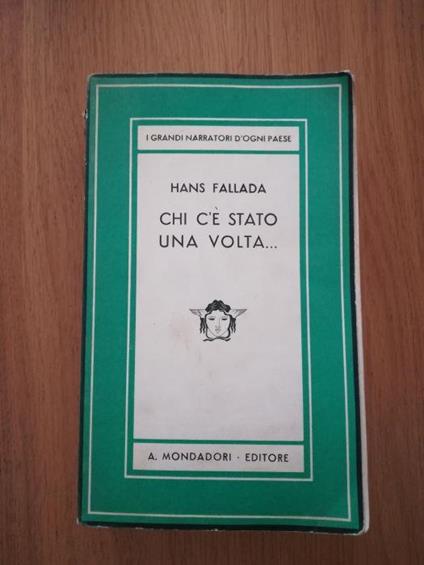 I GRANDI NARRATORI D'OGNI PAESE
HANS FALLADA
CHI C'È STATO
UNA VOLTA...
A. MONDADORI · EDITORE